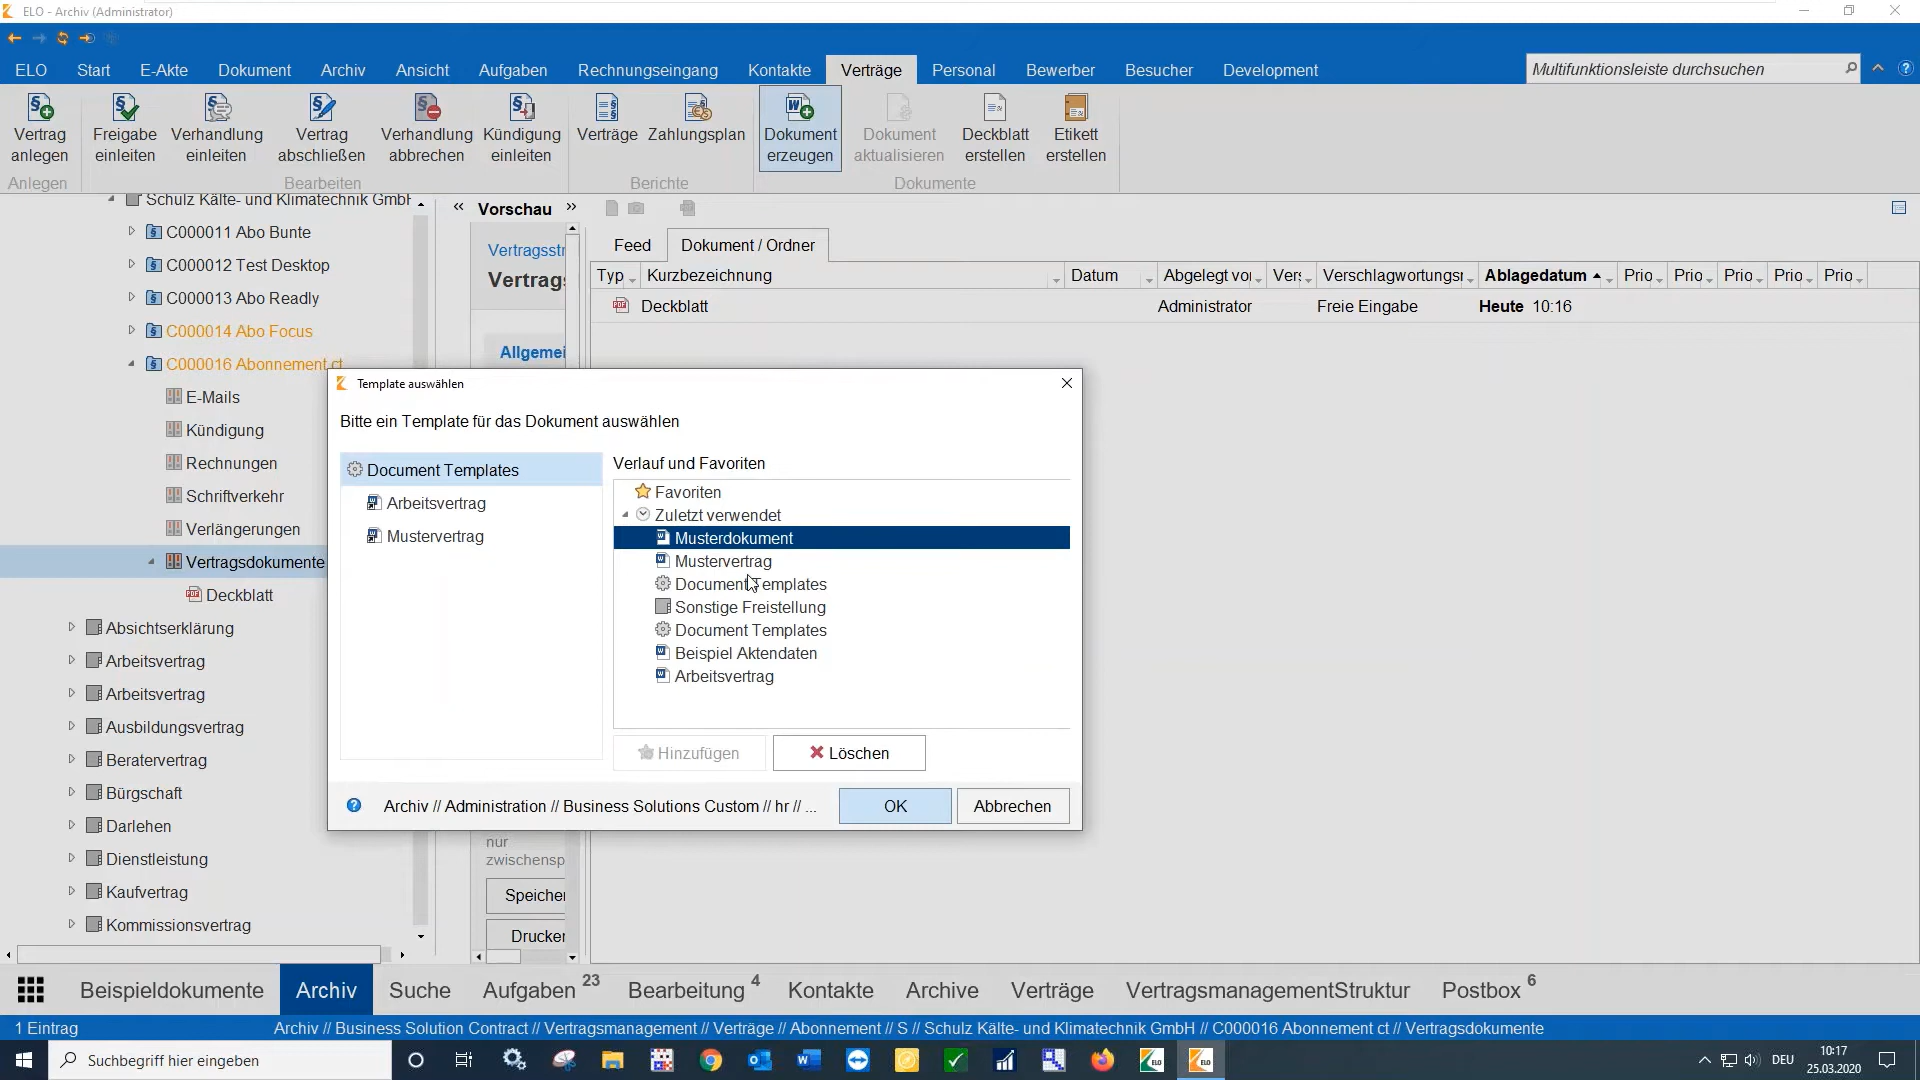 ELO - Archiv (Administrator)
ELO Start E-Akte Dokument Archiv Ansicht Aufgaben Rechnungseingang Kontakte Verträge Personal Bewerber Besucher Development
Multifunktionsleiste durchsuchen
Vertrag anlegen
Freigabe einleiten
Verhandlung einleiten
Vertrag abschließen
Verhandlung abbrechen
Kündigung einleiten
Verträge
Zahlungsplan
Dokument erzeugen
Dokument aktualisieren
Deckblatt erstellen
Etikett erstellen
Anlegen Bearbeiten Berichte Dokumente
Schulz Kälte- und Klimatechnik GmbH
C000011 Abo Bunte
C000012 Test Desktop
C000013 Abo Readly
C000014 Abo Focus
C000016 Abonnement ct
E-Mails
Kündigung
Rechnungen
Schriftverkehr
Verlängerungen
Vertragsdokumente
Deckblatt
Absichtserklärung
Arbeitsvertrag
Arbeitsvertrag
Ausbildungsvertrag
Beratervertrag
Bürgschaft
Darlehen
Dienstleistung
Kaufvertrag
Kommissionsvertrag
« Vorschau »
Vertragsstr
Vertrags
Allgemei
nur
zwischensp
Speicher
Drucker
Feed Dokument / Ordner
Typ Kurzbezeichnung Datum Abgelegt voi Vers Verschlagwortungsr Ablagedatum Prio Prio Prio Prio Prio
Deckblatt Administrator Freie Eingabe Heute 10:16
Template auswählen
Bitte ein Template für das Dokument auswählen
Document Templates
Arbeitsvertrag
Mustervertrag
Verlauf und Favoriten
Favoriten
Zuletzt verwendet
Musterdokument
Mustervertrag
Document Templates
Sonstige Freistellung
Document Templates
Beispiel Aktendaten
Arbeitsvertrag
Hinzufügen Löschen
Archiv // Administration // Business Solutions Custom // hr // ... OK Abbrechen
Beispieldokumente Archiv Suche Aufgaben 23 Bearbeitung 4 Kontakte Archive Verträge VertragsmanagementStruktur Postbox 6
1 Eintrag Archiv // Business Solution Contract // Vertragsmanagement // Verträge // Abonnement // S // Schulz Kälte- und Klimatechnik GmbH // C000016 Abonnement ct // Vertragsdokumente
Suchbegriff hier eingeben
DEU 10:17
25.03.2020